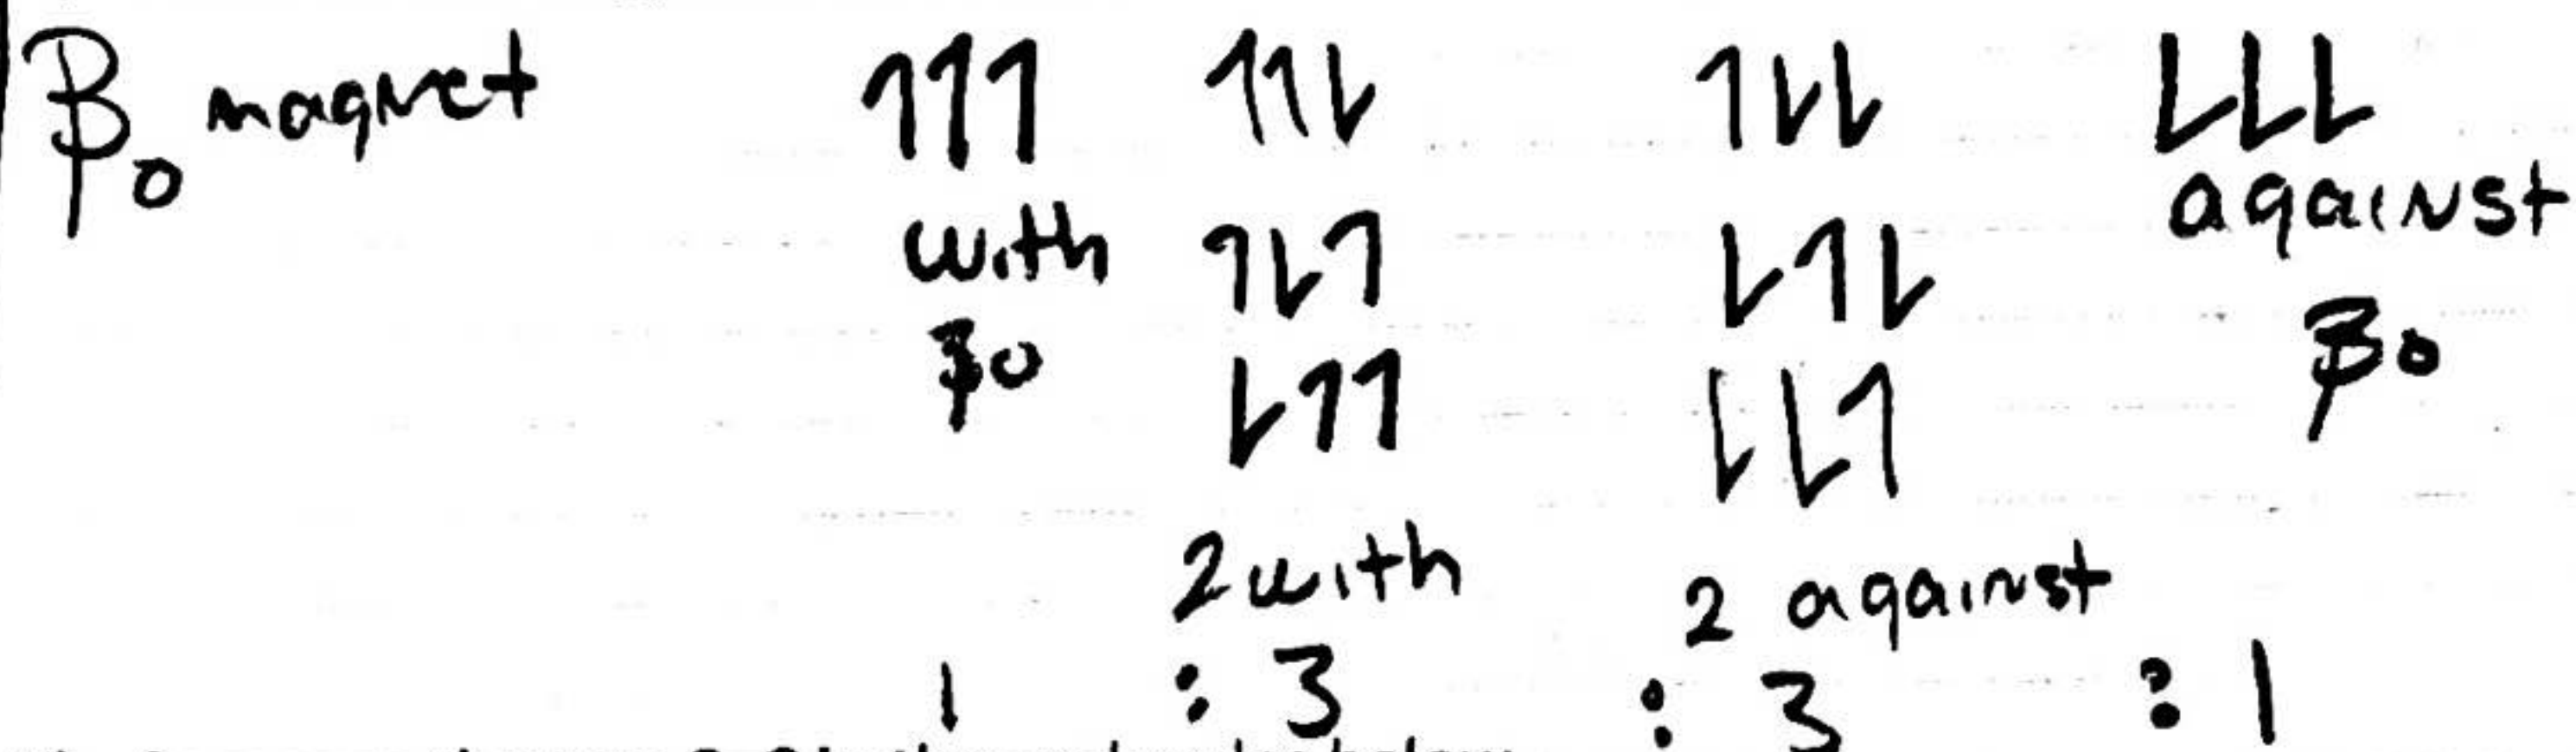 B₀ magnet ↿↿↿ ↿↿⇂ ↿⇂⇂ ⇂⇂⇂
with ↿⇂↿ ⇂↿⇂ against
B₀ ⇂↿↿ ⇂⇂↿ B₀
2 with 2 against
1 : 3 : 3 : 1